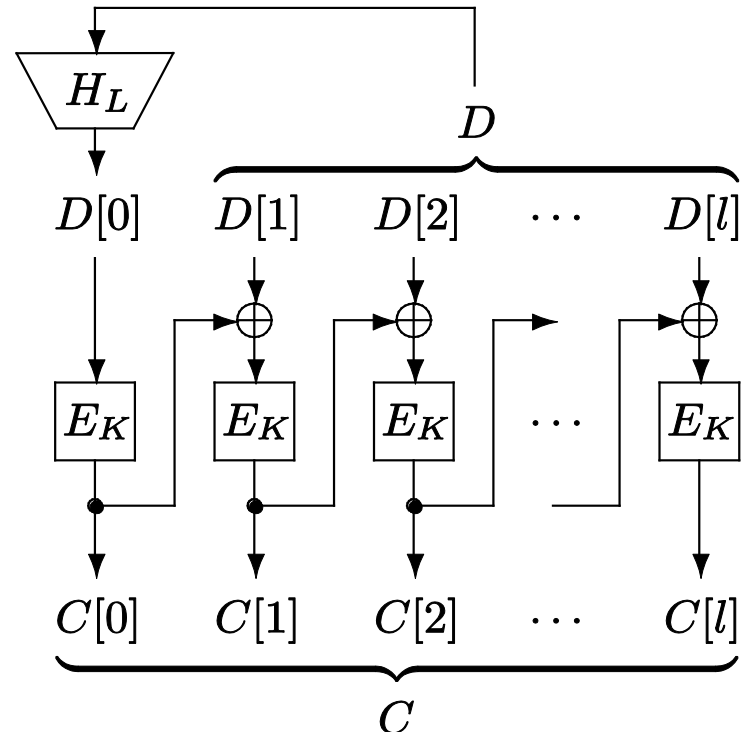 H_L
D
D[0] D[1] D[2] ··· D[l]
E_K E_K E_K ··· E_K
C[0] C[1] C[2] ··· C[l]
C